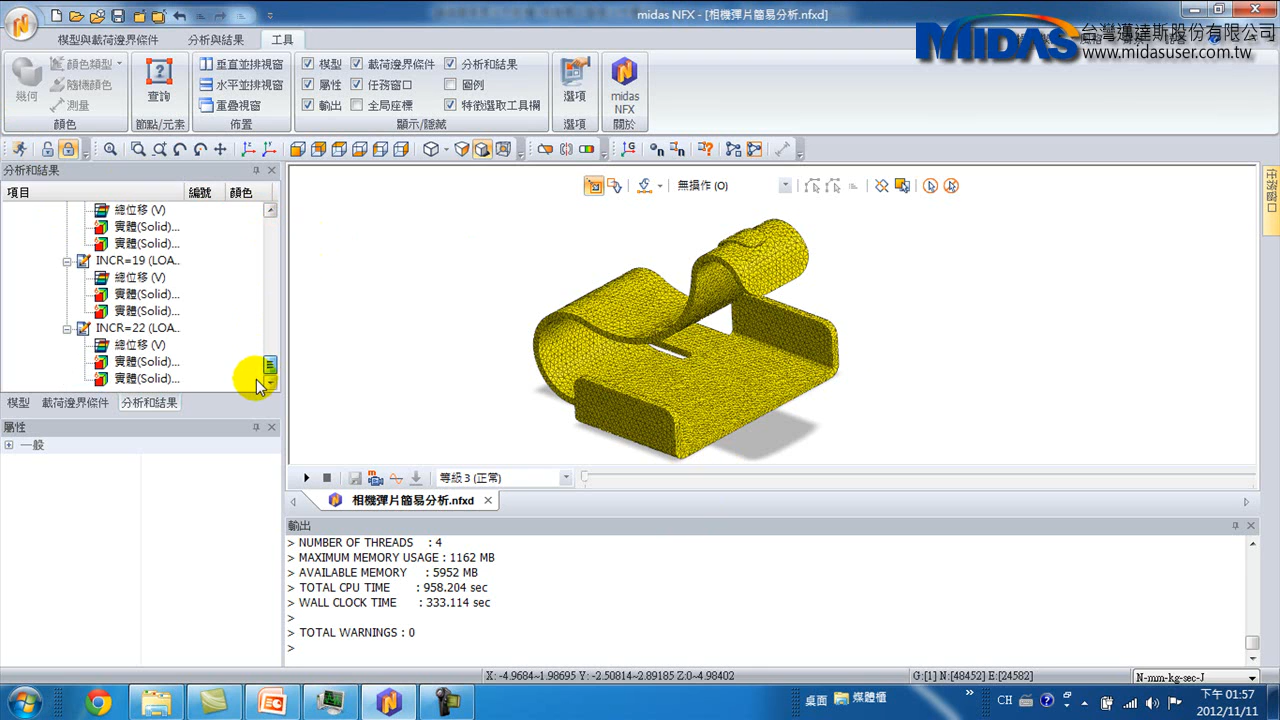 midas NFX - [相機彈片簡易分析.nfxd]
MIDAS 台灣邁達斯股份有限公司
www.midasuser.com.tw
模型與載荷邊界條件 分析與結果 工具
顏色類型
隨機顏色
幾何
測量
顏色
查詢
節點/元素
垂直並排視窗
水平並排視窗
重疊視窗
佈置
模型 載荷邊界條件 分析和結果
屬性 任務窗口 圖例
輸出 全局座標 特徵選取工具欄
顯示/隱藏
選項
選項
midas
NFX
關於
分析和結果
項目 編號 顏色
總位移 (V)
實體(Solid)...
實體(Solid)...
INCR=19 (LOA..
總位移 (V)
實體(Solid)...
實體(Solid)...
INCR=22 (LOA..
總位移 (V)
實體(Solid)...
實體(Solid)...
模型 載荷邊界條件 分析和結果
屬性
一般
無操作 (O)
任務窗口
等級 3 (正常)
相機彈片簡易分析.nfxd
輸出
> NUMBER OF THREADS : 4
> MAXIMUM MEMORY USAGE : 1162 MB
> AVAILABLE MEMORY : 5952 MB
> TOTAL CPU TIME : 958.204 sec
> WALL CLOCK TIME : 333.114 sec
>
> TOTAL WARNINGS : 0
>
X: -4.9684~1.98695 Y: -2.50814~2.89185 Z:0~4.98402
G:[1] N:[48452] E:[24582]
N-mm-kg-sec-J
桌面
媒體櫃
CH
下午 01:57
2012/11/11